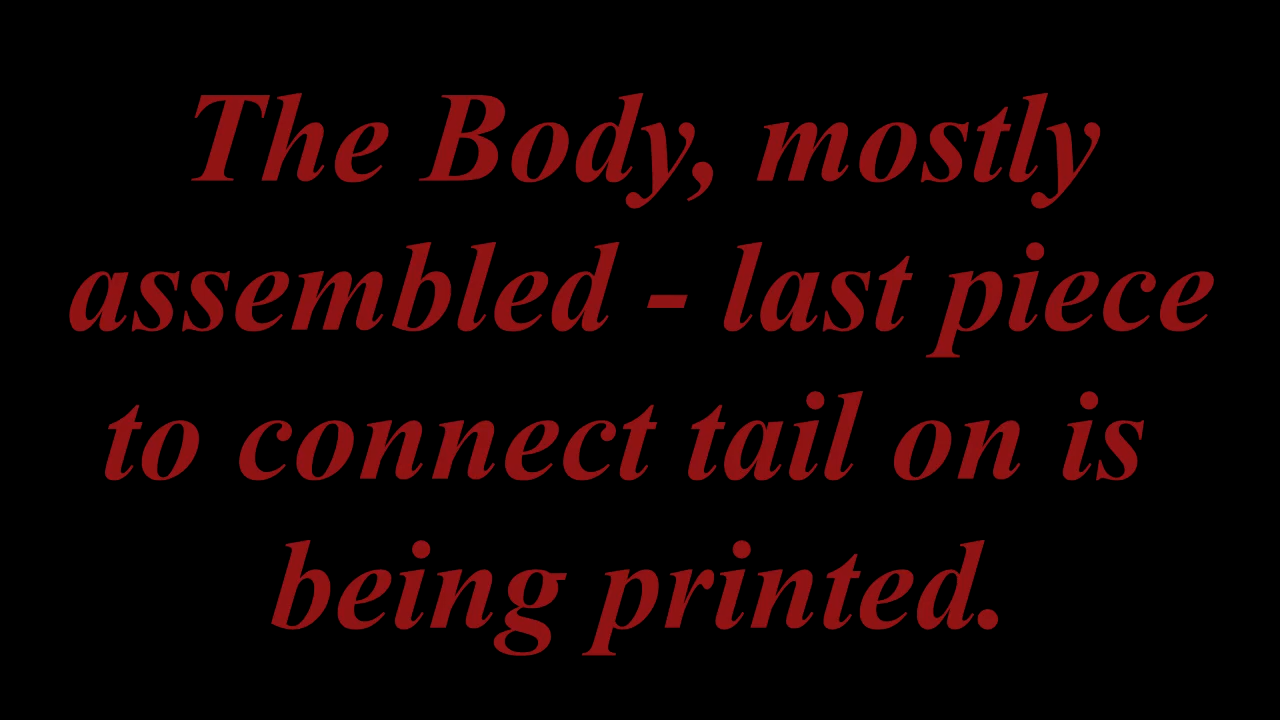 The Body, mostly
assembled - last piece
to connect tail on is
being printed.